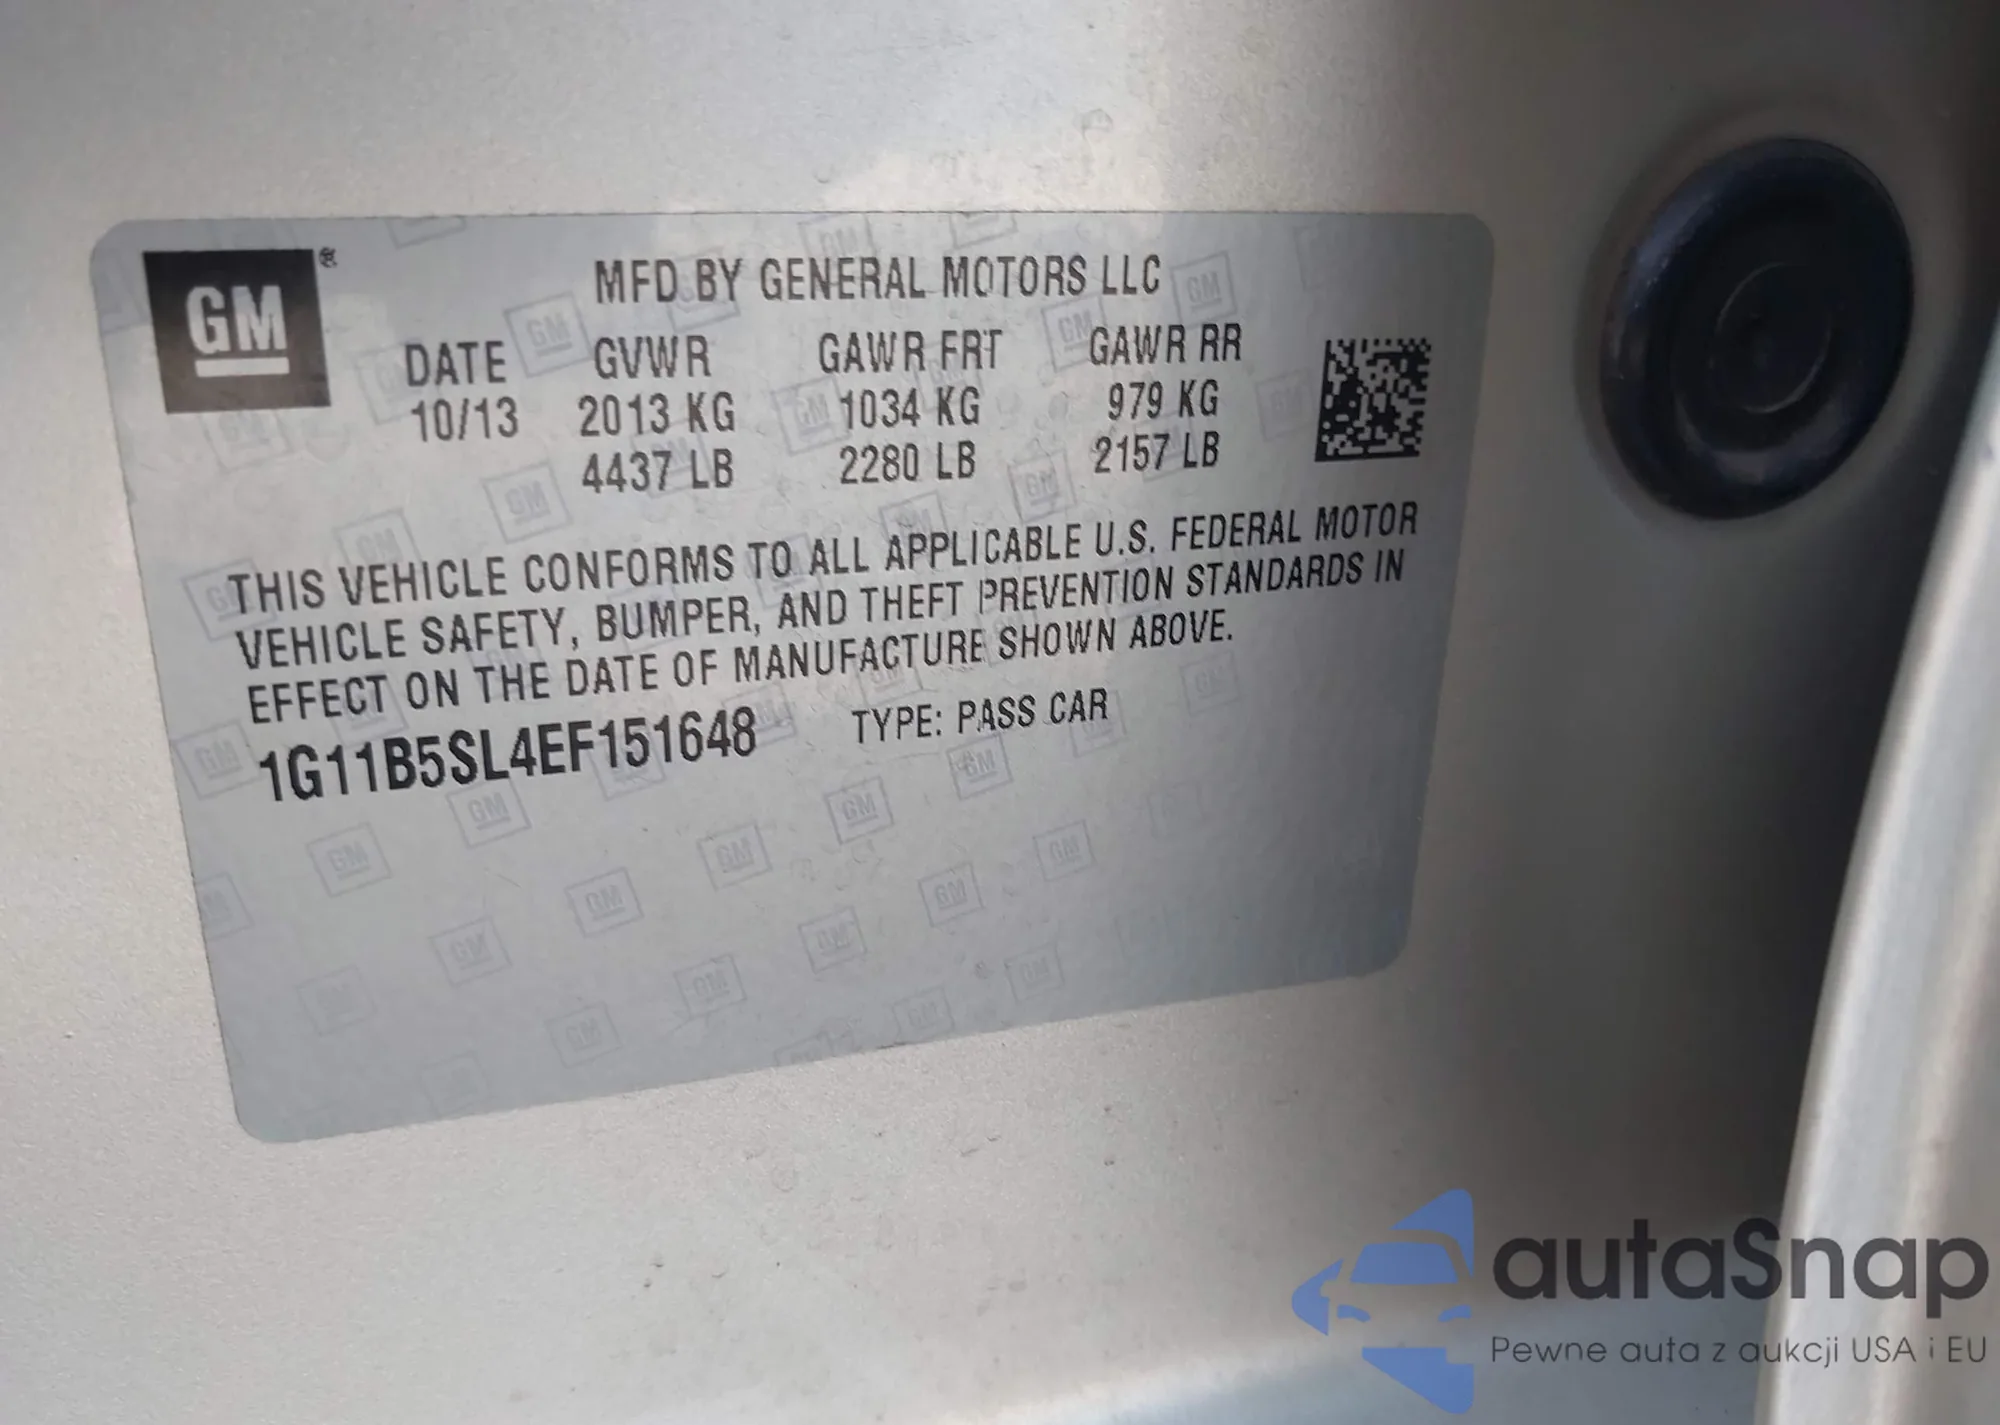 GM®
MFD BY GENERAL MOTORS LLC
DATE GVWR GAWR FRT GAWR RR
10/13 2013 KG 1034 KG 979 KG
4437 LB 2280 LB 2157 LB
THIS VEHICLE CONFORMS TO ALL APPLICABLE U.S. FEDERAL MOTOR
VEHICLE SAFETY, BUMPER, AND THEFT PREVENTION STANDARDS IN
EFFECT ON THE DATE OF MANUFACTURE SHOWN ABOVE.
1G11B5SL4EF151648 TYPE: PASS CAR
autaSnap
Pewne auta z aukcji USA i EU